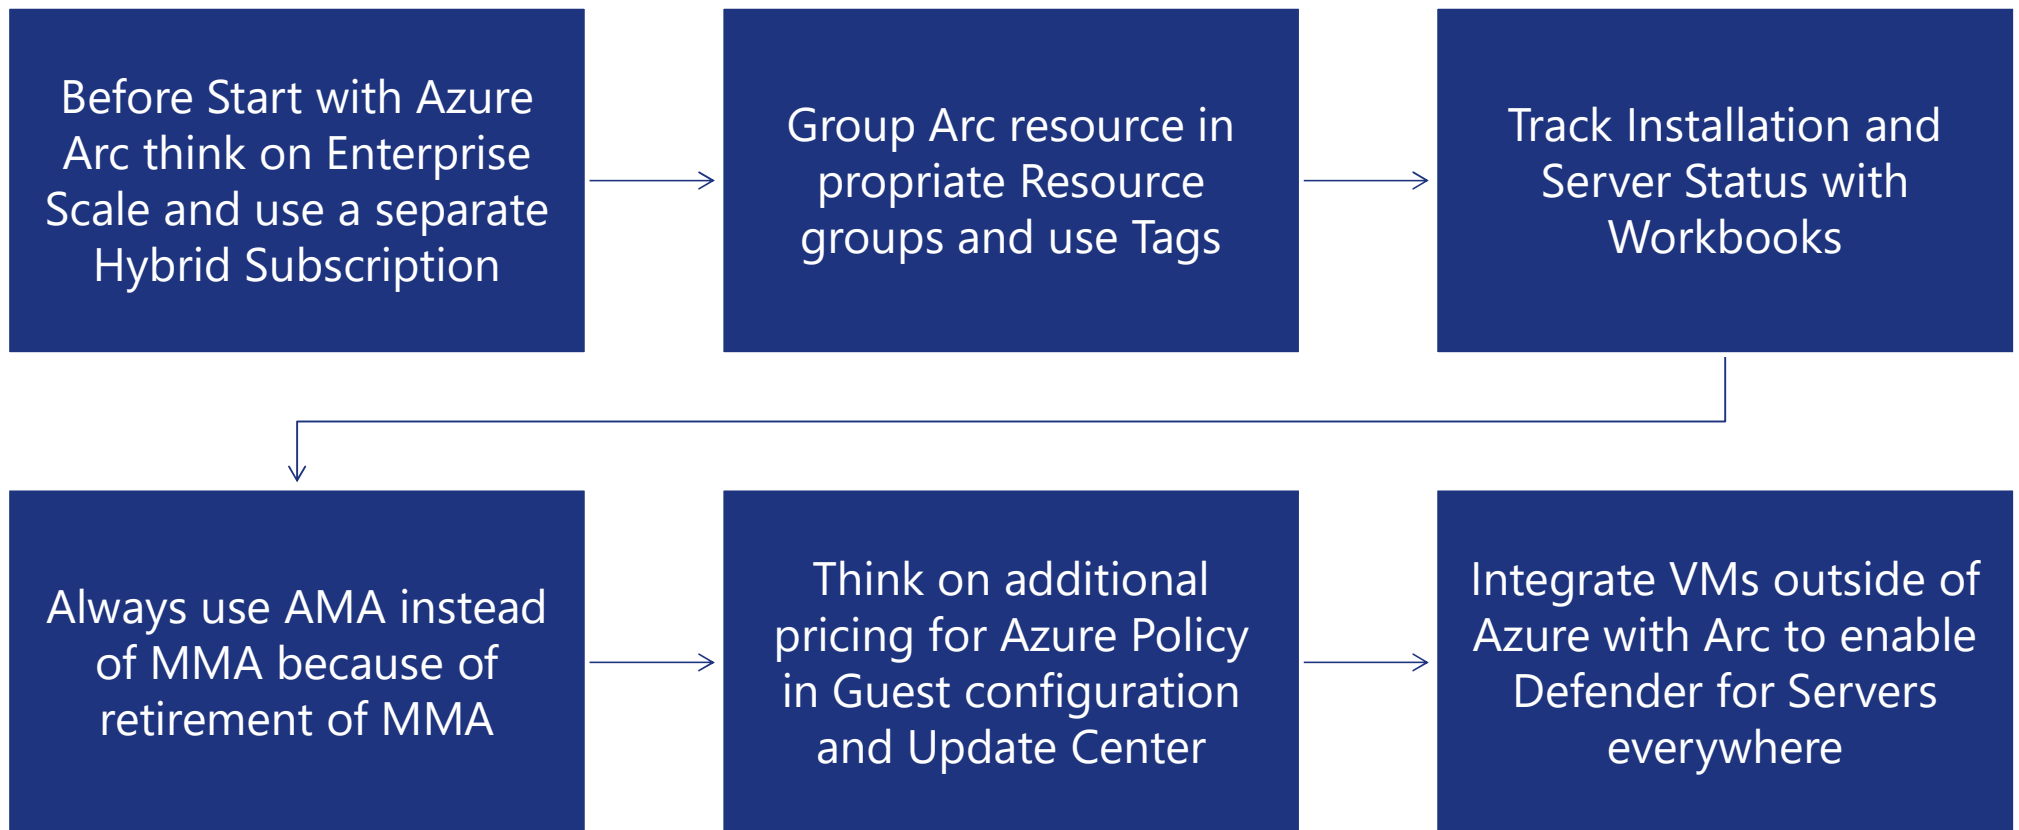 Before Start with Azure
Arc think on Enterprise
Scale and use a separate
Hybrid Subscription
Group Arc resource in
propriate Resource
groups and use Tags
Track Installation and
Server Status with
Workbooks
Always use AMA instead
of MMA because of
retirement of MMA
Think on additional
pricing for Azure Policy
in Guest configuration
and Update Center
Integrate VMs outside of
Azure with Arc to enable
Defender for Servers
everywhere